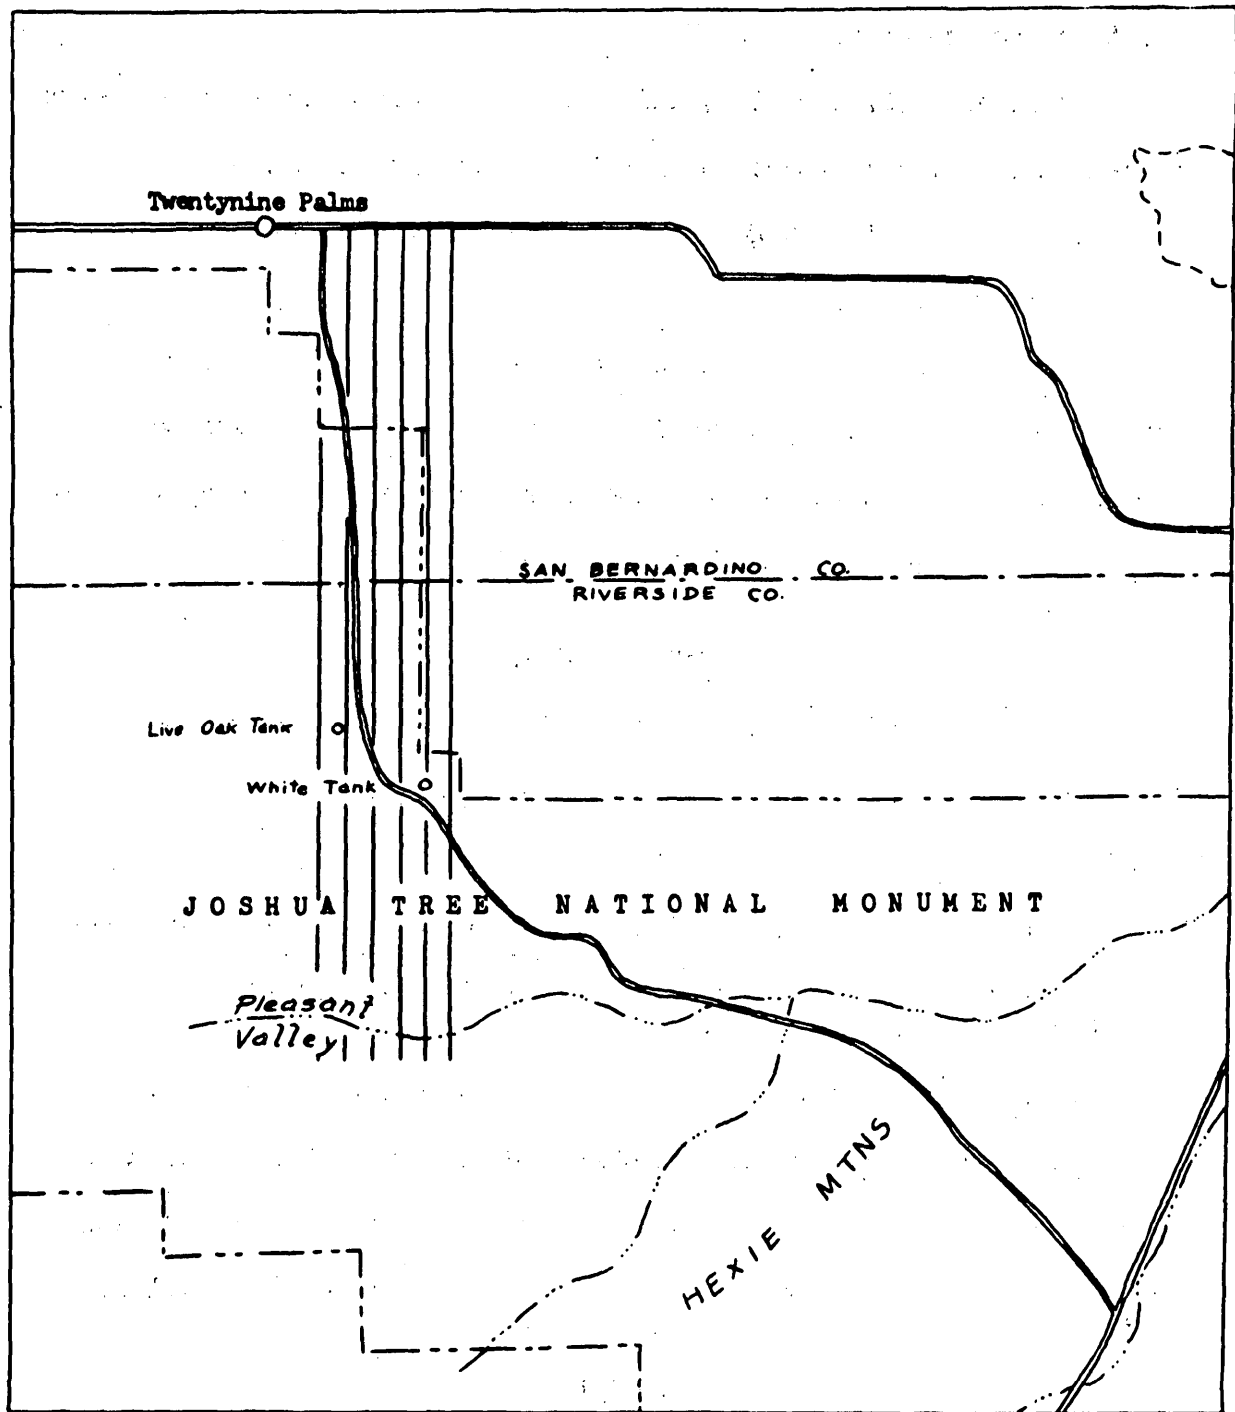 Twentynine Palms
SAN BERNARDINO CO.
RIVERSIDE CO.
Live Oak Tank
White Tank
JOSHUA TREE NATIONAL MONUMENT
Pleasant
Valley
HEXIE MTNS